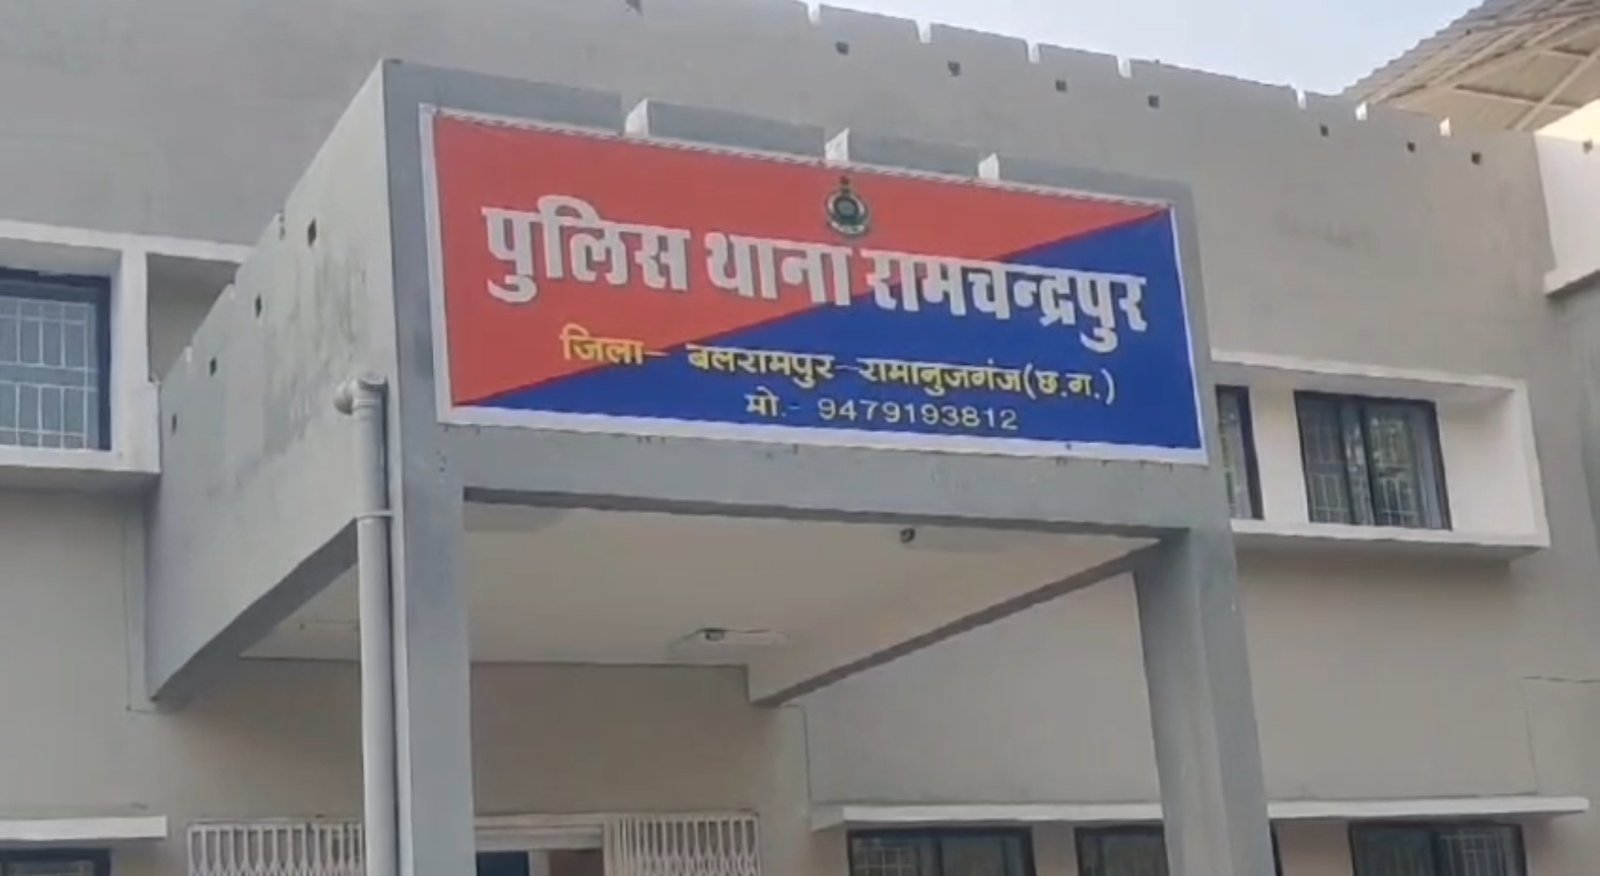 पुलिस थाना रामचन्द्रपुर
जिला- बलरामपुर-रामानुजगंज(छ.ग.)
मो.- 9479193812